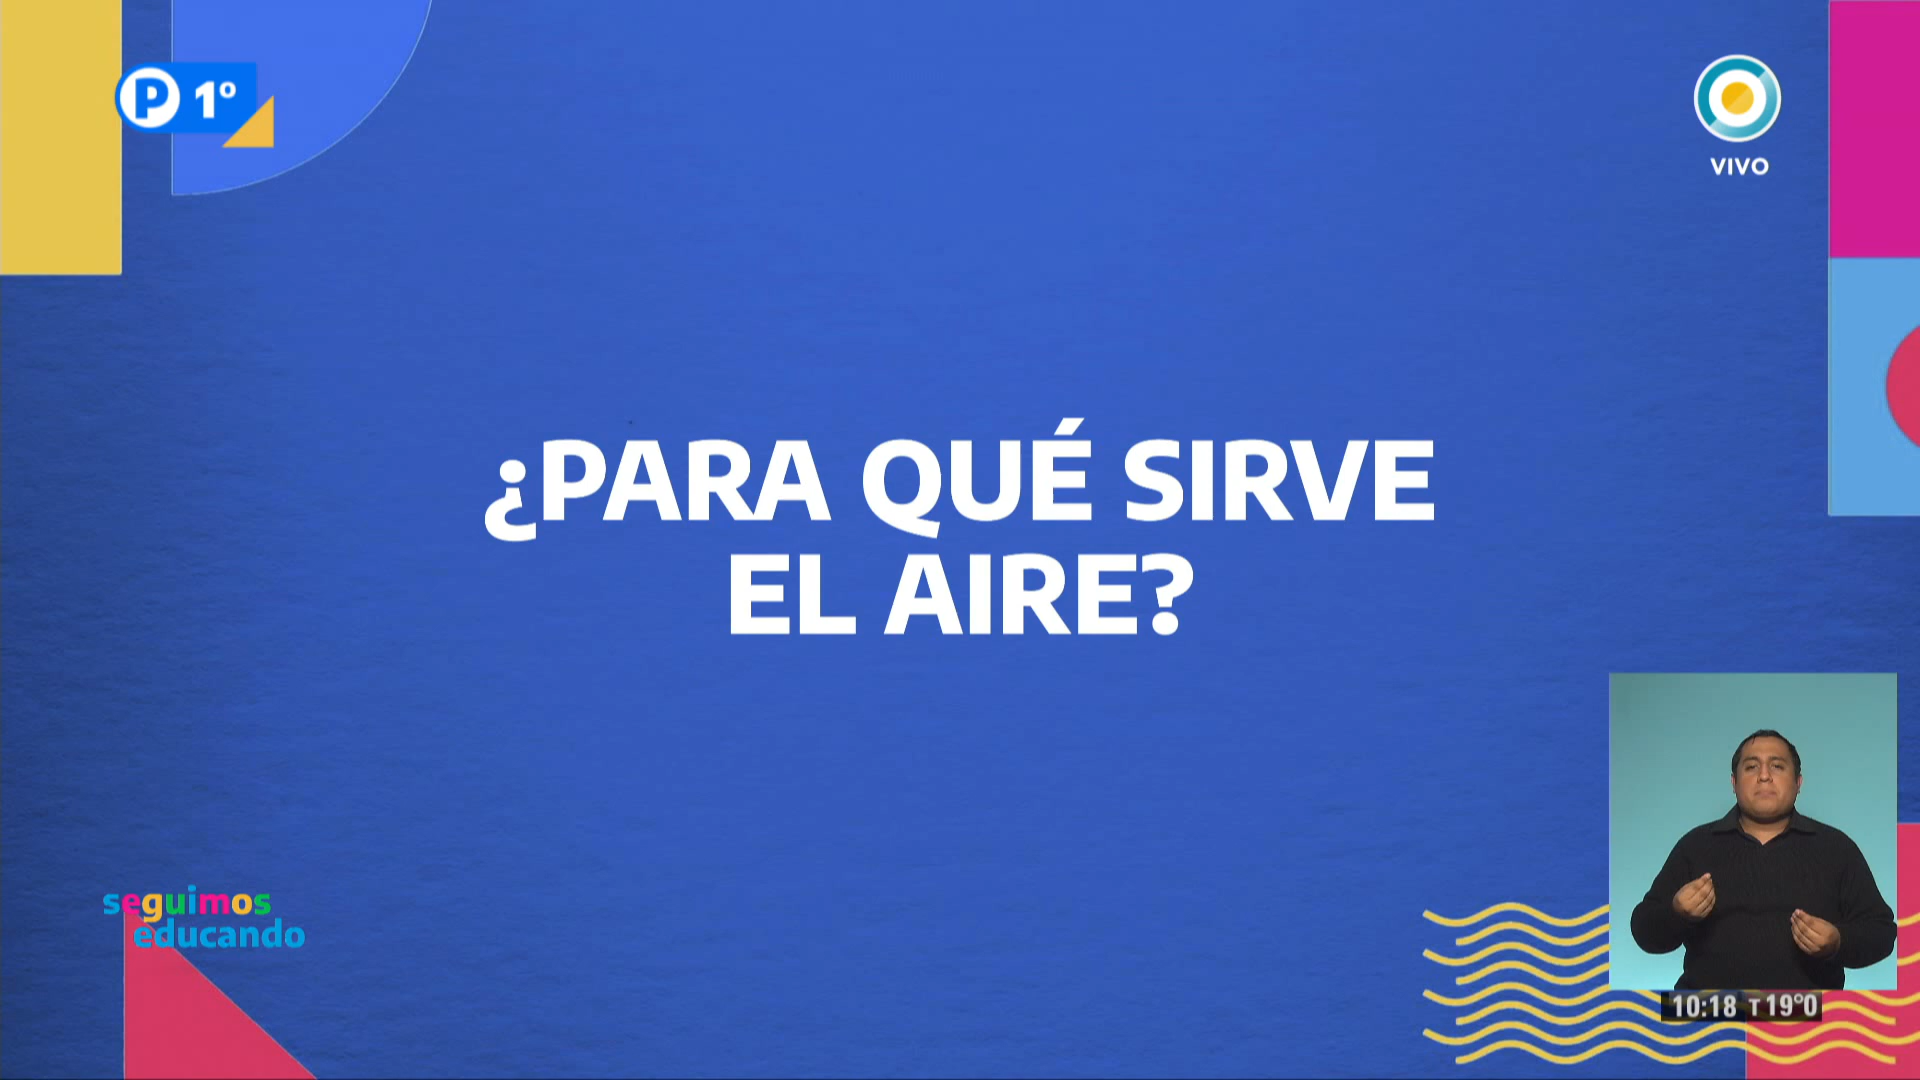 P 1º
VIVO
¿PARA QUÉ SIRVE
EL AIRE?
seguimos
educando
10:18 T 19º0